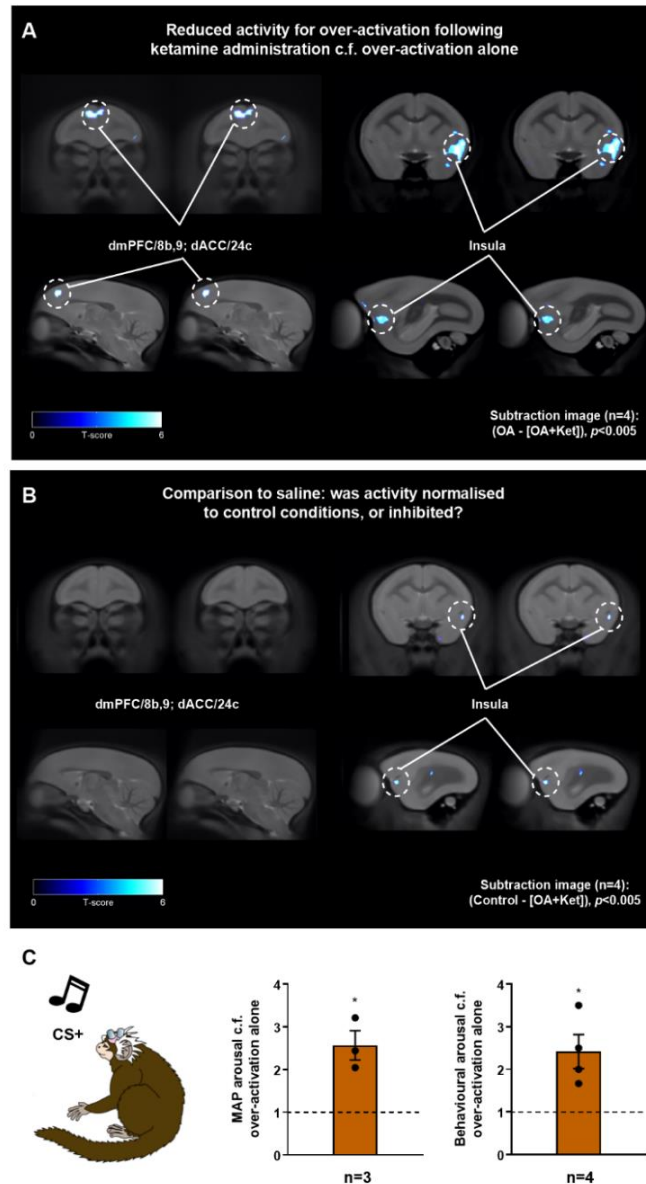 A
Reduced activity for over-activation following
ketamine administration c.f. over-activation alone
dmPFC/8b,9; dACC/24c
Insula
0
6
T-score
Subtraction image (n=4):
(OA - [OA+Ket]), p<0.005
B
Comparison to saline: was activity normalised
to control conditions, or inhibited?
dmPFC/8b,9; dACC/24c
Insula
0
6
T-score
Subtraction image (n=4):
(Control - [OA+Ket]), p<0.005
C
CS+
MAP arousal c.f.
over-activation alone
4
3
2
1
0
*
n=3
Behavioural arousal c.f.
over-activation alone
4
3
2
1
0
*
n=4